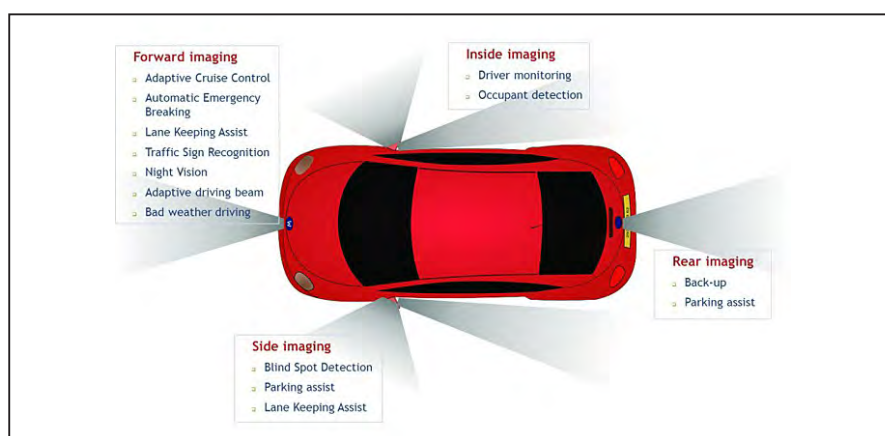 Forward imaging
Adaptive Cruise Control
Automatic Emergency
Breaking
Lane Keeping Assist
Traffic Sign Recognition
Night Vision
Adaptive driving beam
Bad weather driving
Inside imaging
Driver monitoring
Occupant detection
Rear imaging
Back-up
Parking assist
Side imaging
Blind Spot Detection
Parking assist
Lane Keeping Assist